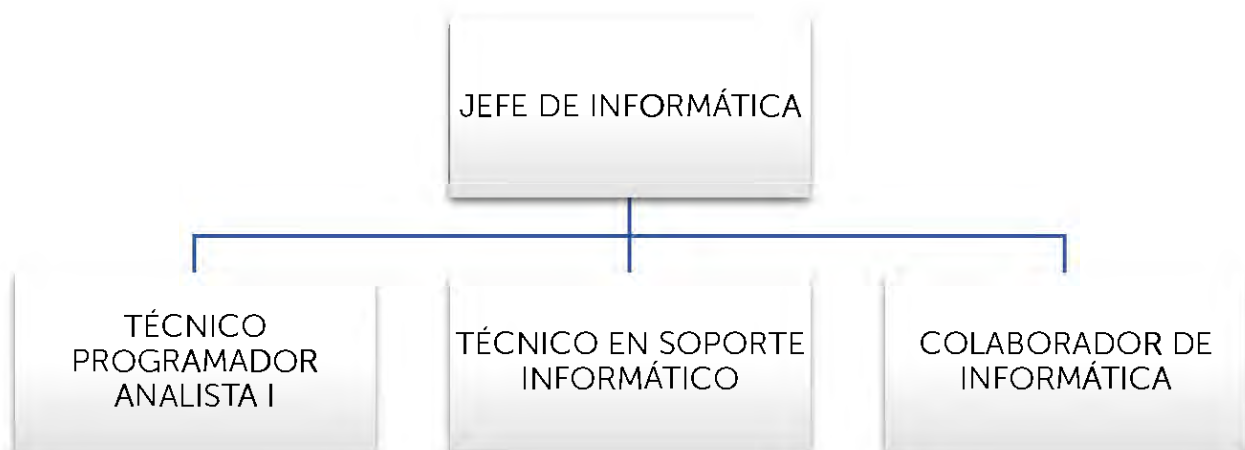 JEFE DE INFORMÁTICA
TÉCNICO
PROGRAMADOR
ANALISTA I
TÉCNICO EN SOPORTE
INFORMÁTICO
COLABORADOR DE
INFORMÁTICA